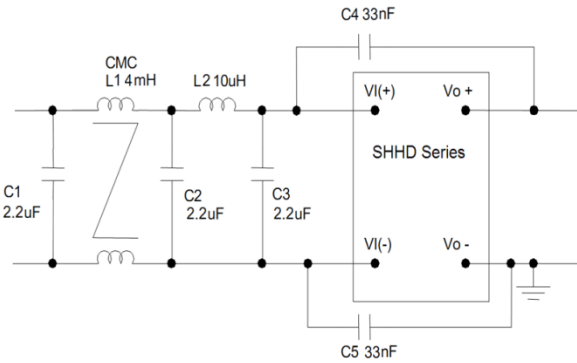 C4 33nF
CMC
L1 4mH
L2 10uH
VI(+)
Vo +
SHHD Series
C1
2.2uF
C2
2.2uF
C3
2.2uF
VI(-)
Vo -
C5 33nF